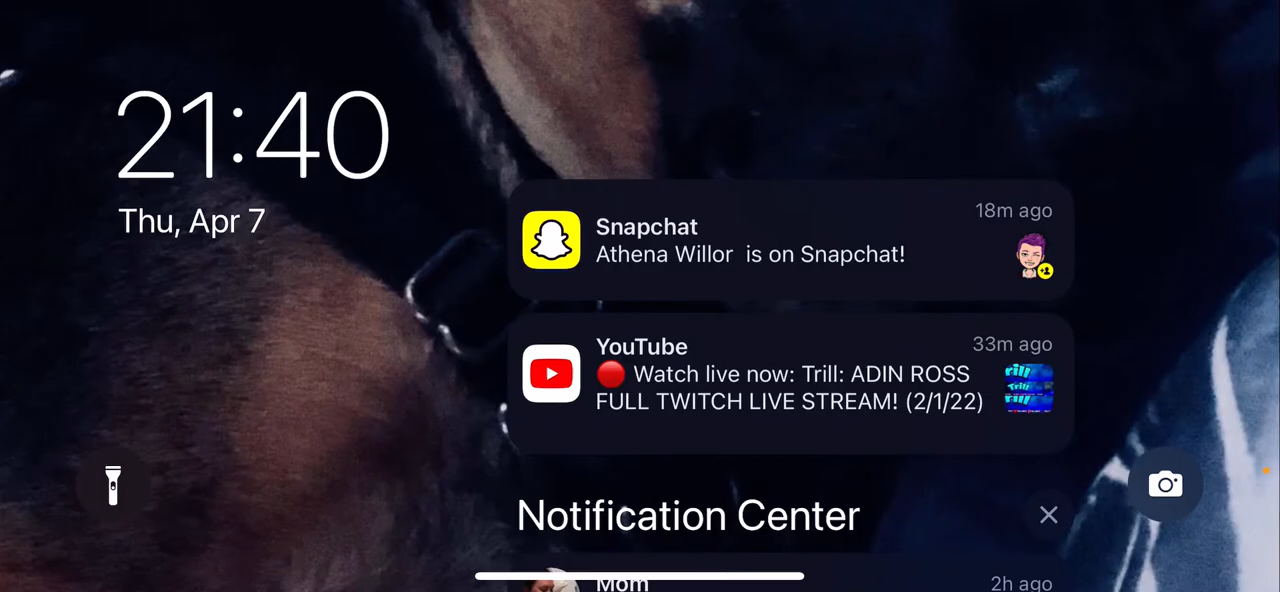 21:40
Thu, Apr 7
18m ago
Snapchat
Athena Willor is on Snapchat!
33m ago
YouTube
🔴 Watch live now: Trill: ADIN ROSS
FULL TWITCH LIVE STREAM! (2/1/22)
Notification Center
Mom
2h ago